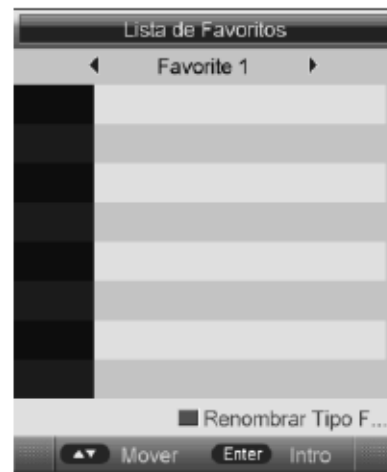 Lista de Favoritos
Favorite 1
Renombrar Tipo F...
Mover Enter Intro